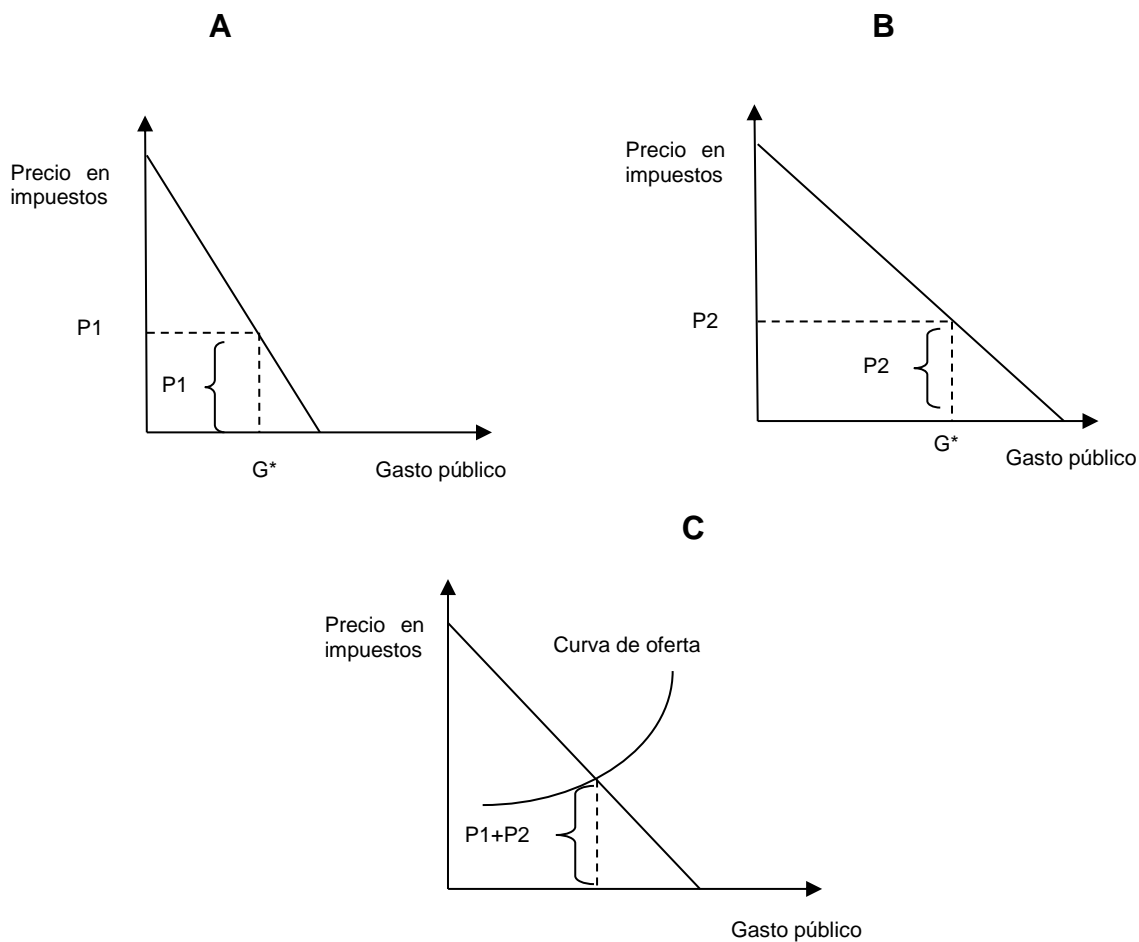 A
Precio en
impuestos
P1
P1
G*
Gasto público
B
Precio en
impuestos
P2
P2
G*
Gasto público
C
Precio en
impuestos
Curva de oferta
P1+P2
Gasto público